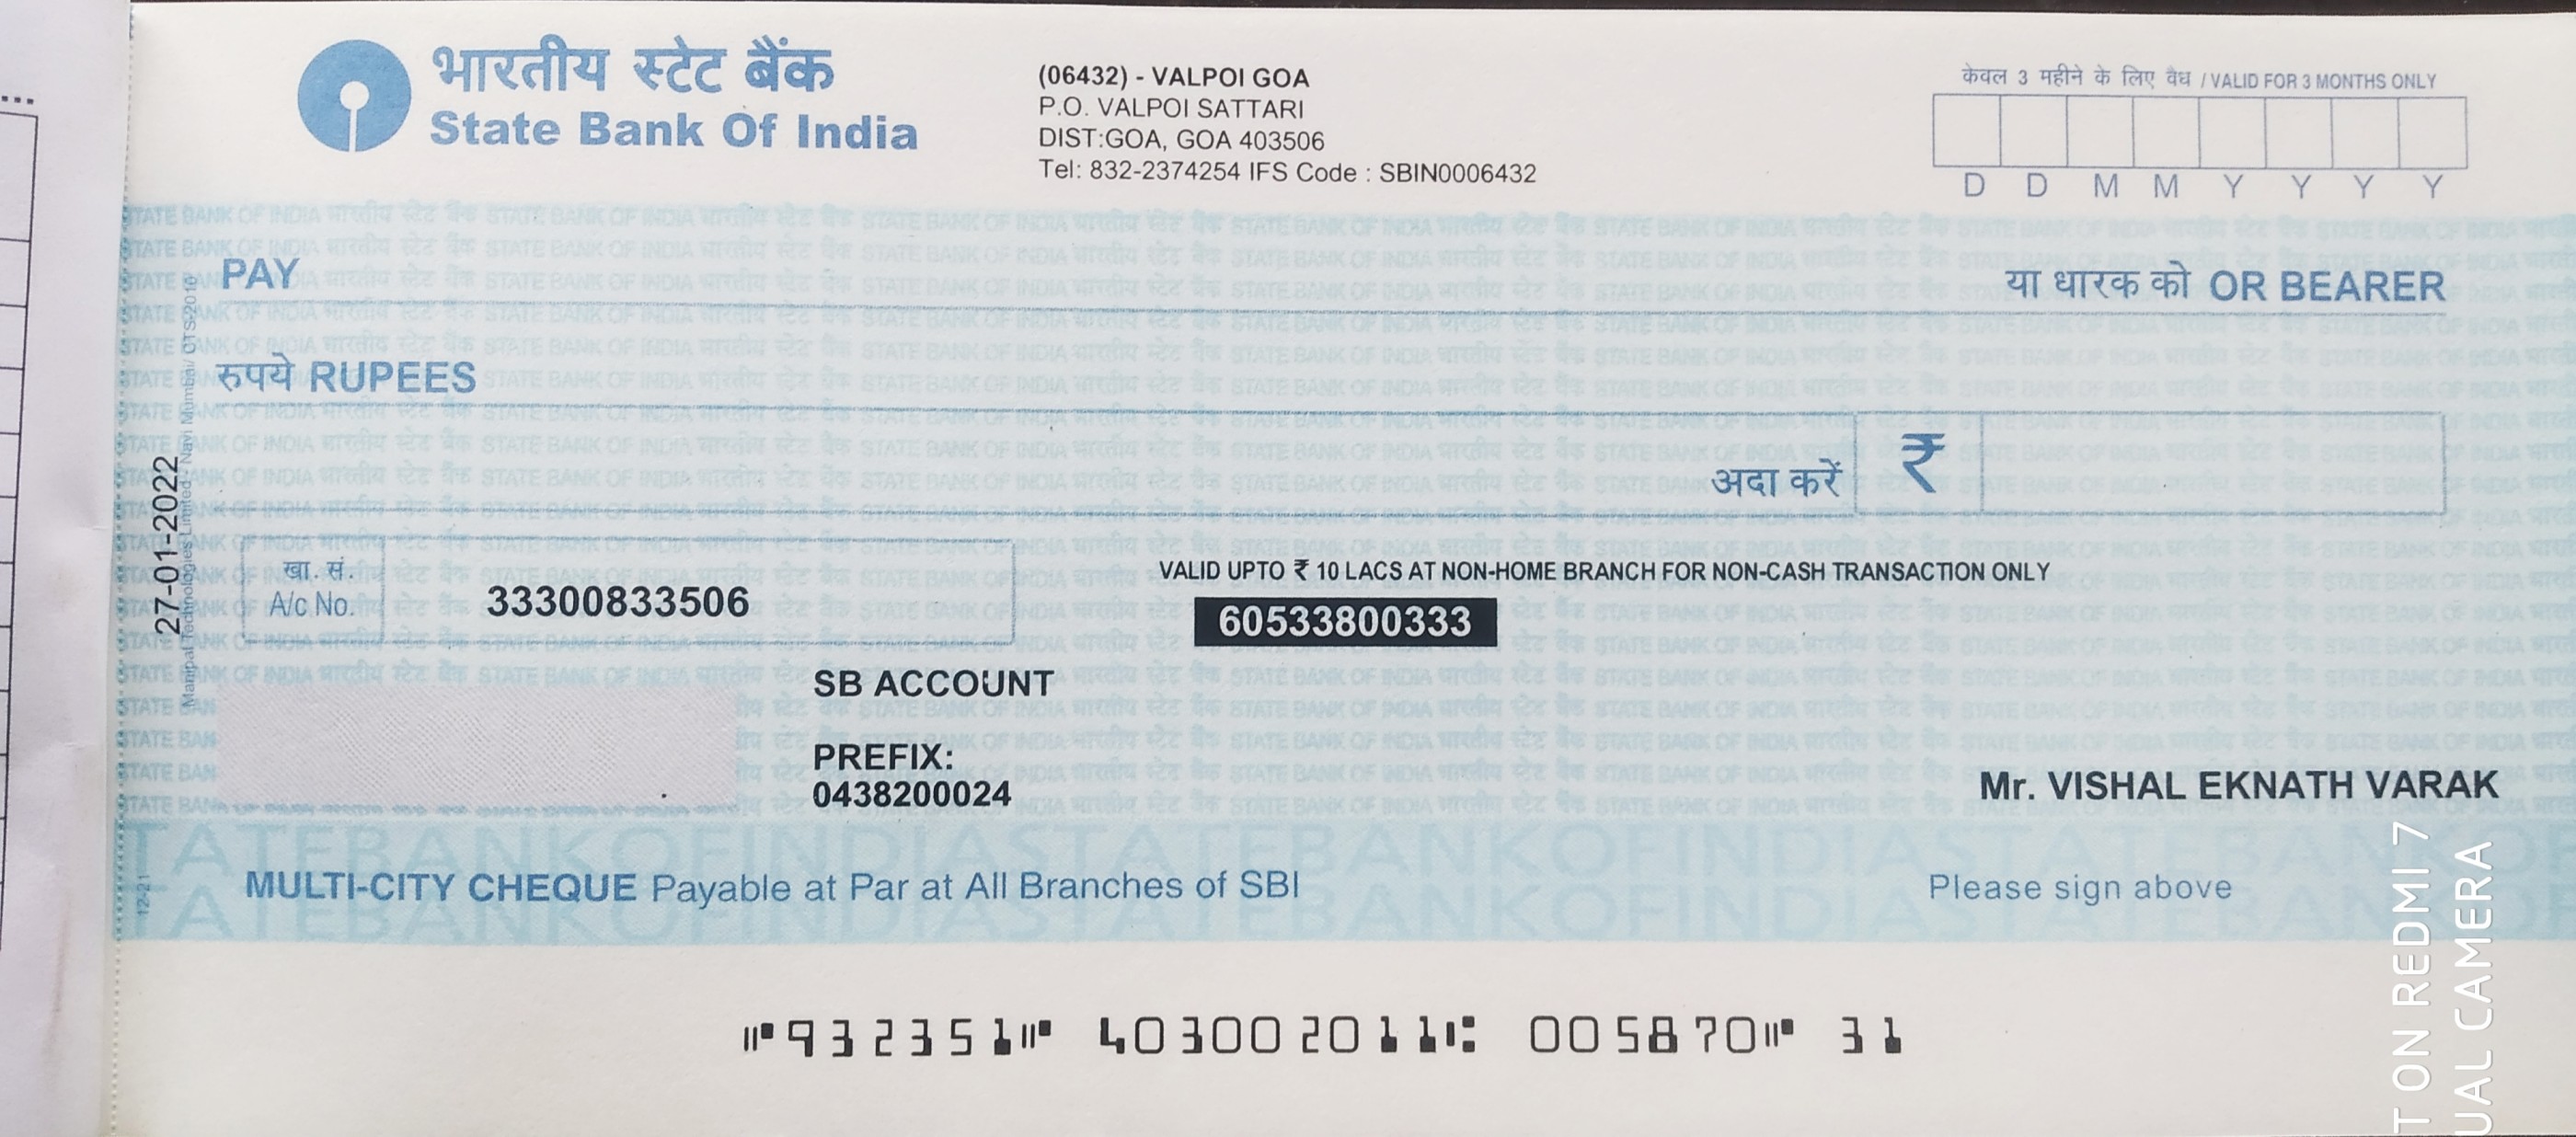 भारतीय स्टेट बैंक
State Bank Of India
(06432) - VALPOI GOA
P.O. VALPOI SATTARI
DIST:GOA, GOA 403506
Tel: 832-2374254 IFS Code : SBIN0006432
केवल 3 महीने के लिए वैध / VALID FOR 3 MONTHS ONLY
D D M M Y Y Y Y
PAY
या धारक को OR BEARER
रुपये RUPEES
अदा करें ₹
27-01-2022
Manipal Technologies Limited, Navi Mumbai/ CTS-2010
खा. सं.
A/c No.
33300833506
VALID UPTO ₹ 10 LACS AT NON-HOME BRANCH FOR NON-CASH TRANSACTION ONLY
60533800333
SB ACCOUNT
PREFIX:
0438200024
Mr. VISHAL EKNATH VARAK
12-21
MULTI-CITY CHEQUE Payable at Par at All Branches of SBI
Please sign above
⑈932351⑈ 403002011⑆ 005870⑈ 31
T ON REDMI 7
UAL CAMERA